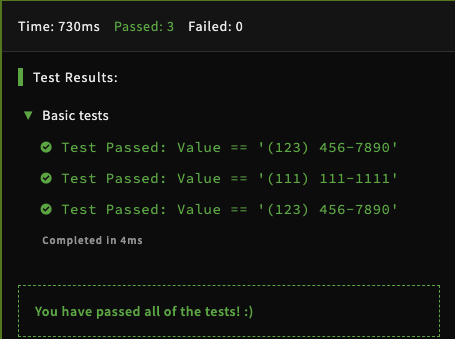 Time: 730ms Passed: 3 Failed: 0
Test Results:
▼ Basic tests
Test Passed: Value == '(123) 456-7890'
Test Passed: Value == '(111) 111-1111'
Test Passed: Value == '(123) 456-7890'
Completed in 4ms
You have passed all of the tests! :)